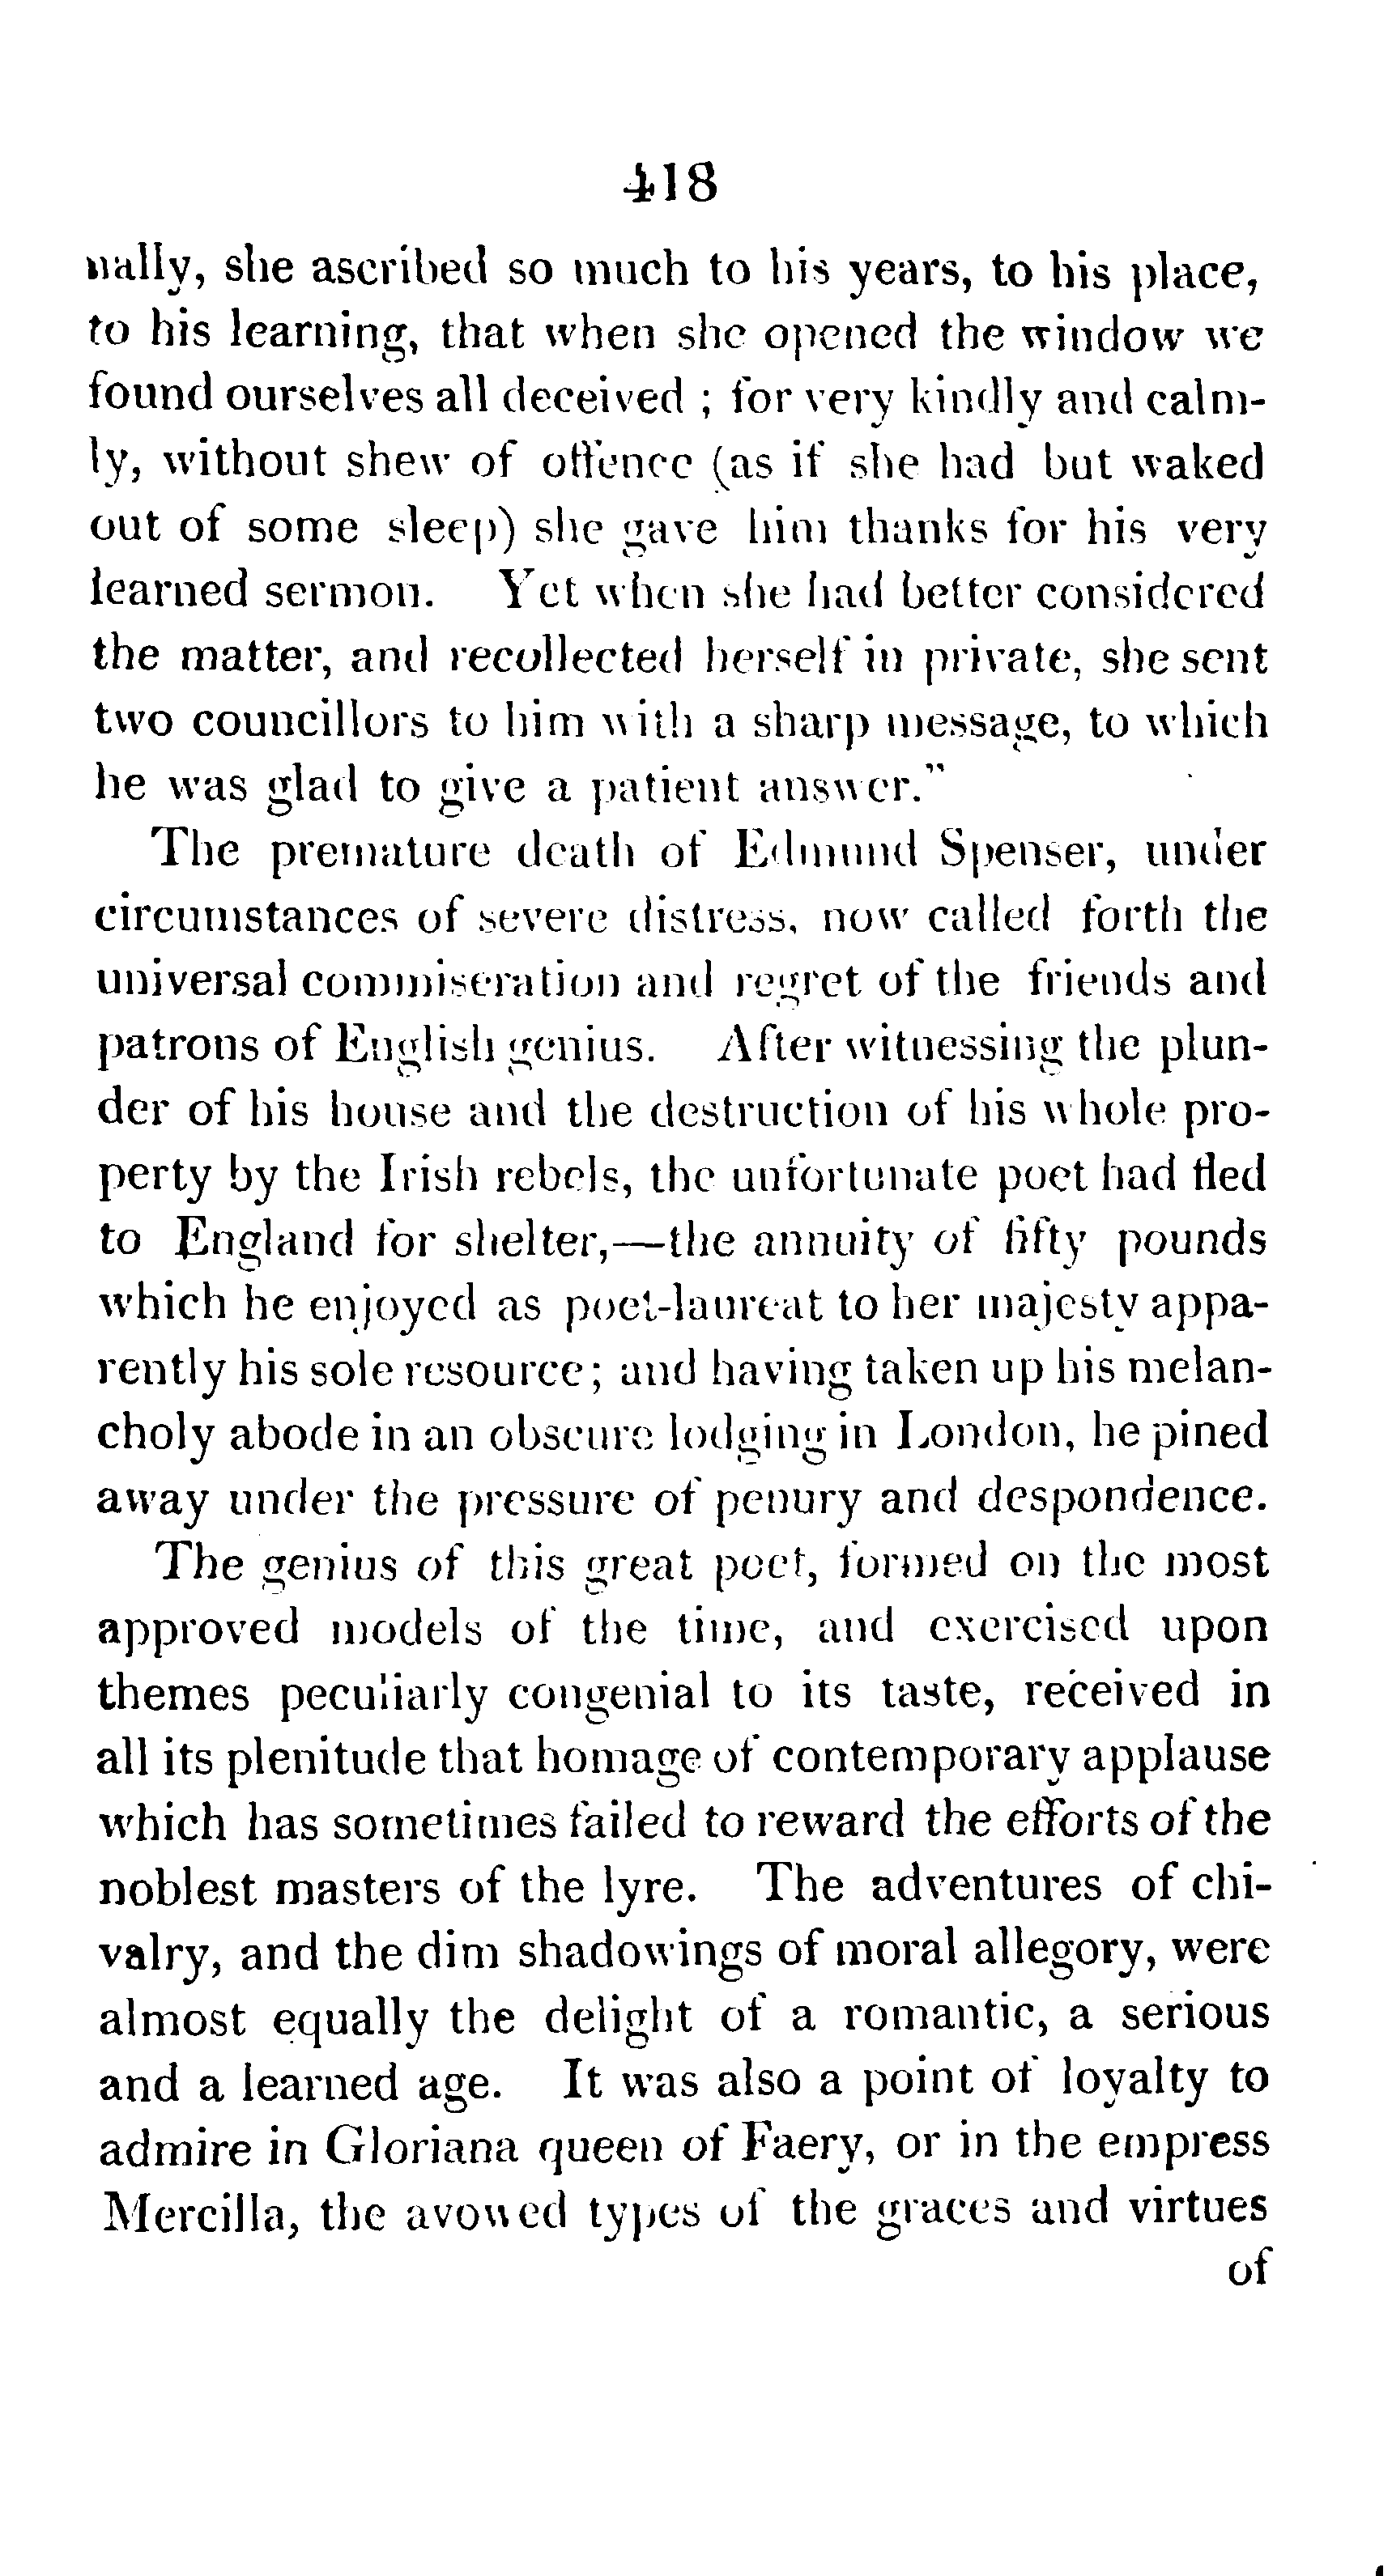 418
nally, she ascribed so much to his years, to his place,
to his learning, that when she opened the window we
found ourselves all deceived ; for very kindly and calm-
ly, without shew of offence (as if she had but waked
out of some sleep) she gave him thanks for his very
learned sermon. Yet when she had better considered
the matter, and recollected herself in private, she sent
two councillors to him with a sharp message, to which
he was glad to give a patient answer."
The premature death of Edmund Spenser, under
circumstances of severe distress, now called forth the
universal commiseration and regret of the friends and
patrons of English genius. After witnessing the plun-
der of his house and the destruction of his whole pro-
perty by the Irish rebels, the unfortunate poet had fled
to England for shelter,—the annuity of fifty pounds
which he enjoyed as poet-laureat to her majesty appa-
rently his sole resource; and having taken up his melan-
choly abode in an obscure lodging in London, he pined
away under the pressure of penury and despondence.
The genius of this great poet, formed on the most
approved models of the time, and exercised upon
themes peculiarly congenial to its taste, received in
all its plenitude that homage of contemporary applause
which has sometimes failed to reward the efforts of the
noblest masters of the lyre. The adventures of chi-
valry, and the dim shadowings of moral allegory, were
almost equally the delight of a romantic, a serious
and a learned age. It was also a point of loyalty to
admire in Gloriana queen of Faery, or in the empress
Mercilla, the avowed types of the graces and virtues
of